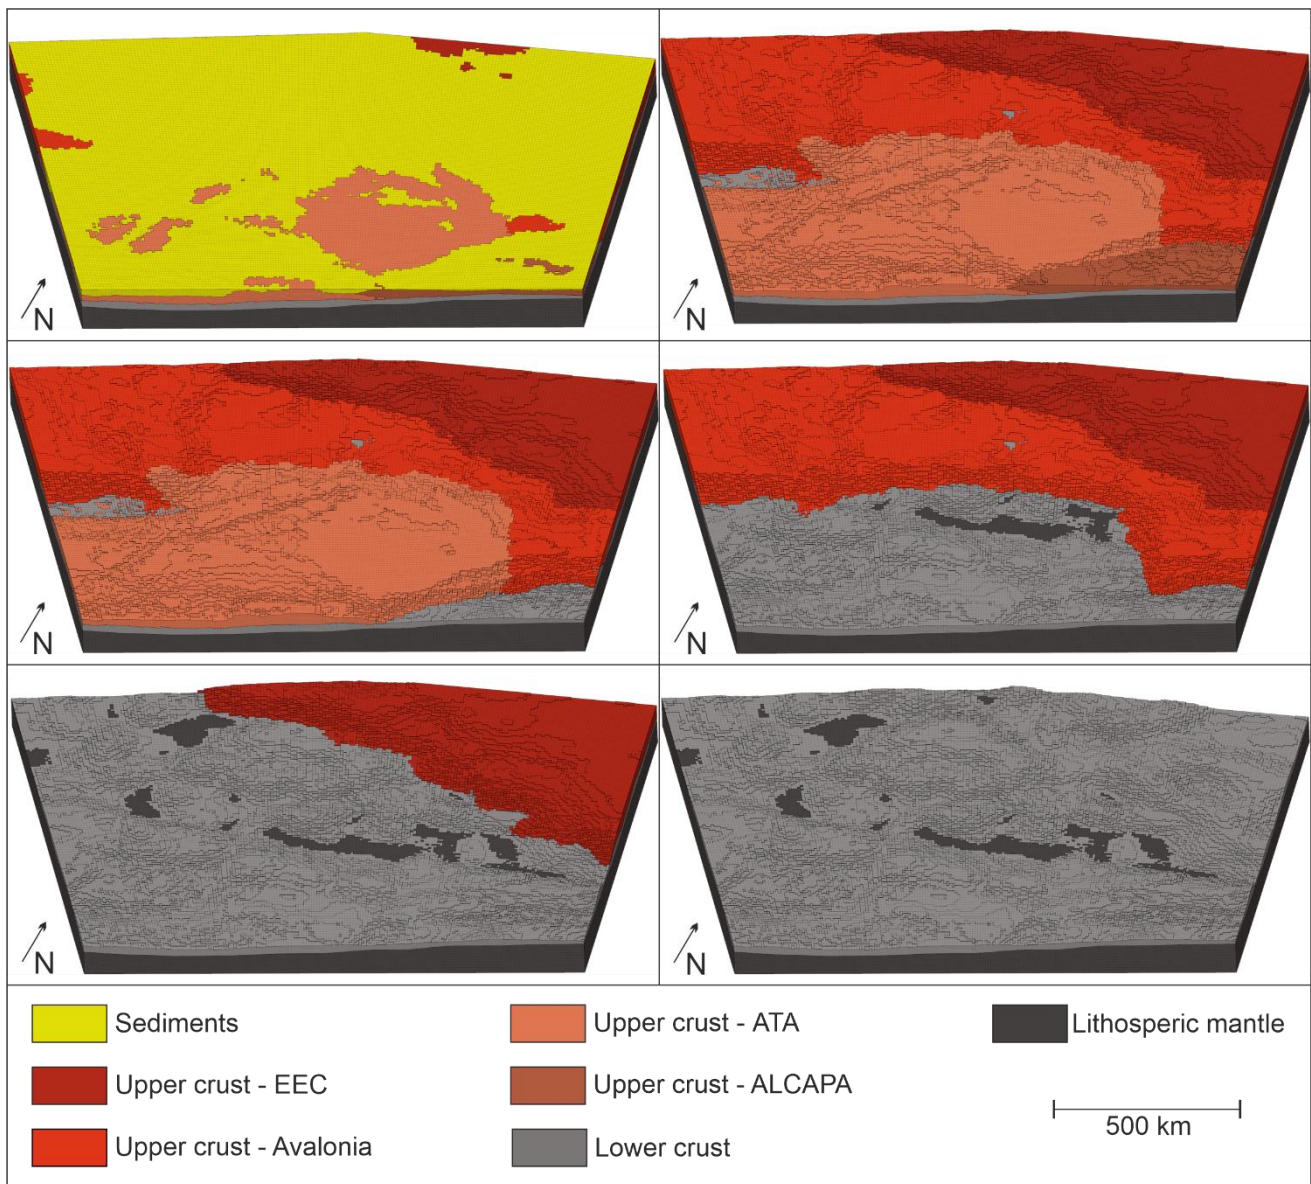 N
N
N
N
N
N
Sediments
Upper crust - ATA
Lithosperic mantle
Upper crust - EEC
Upper crust - ALCAPA
500 km
Upper crust - Avalonia
Lower crust